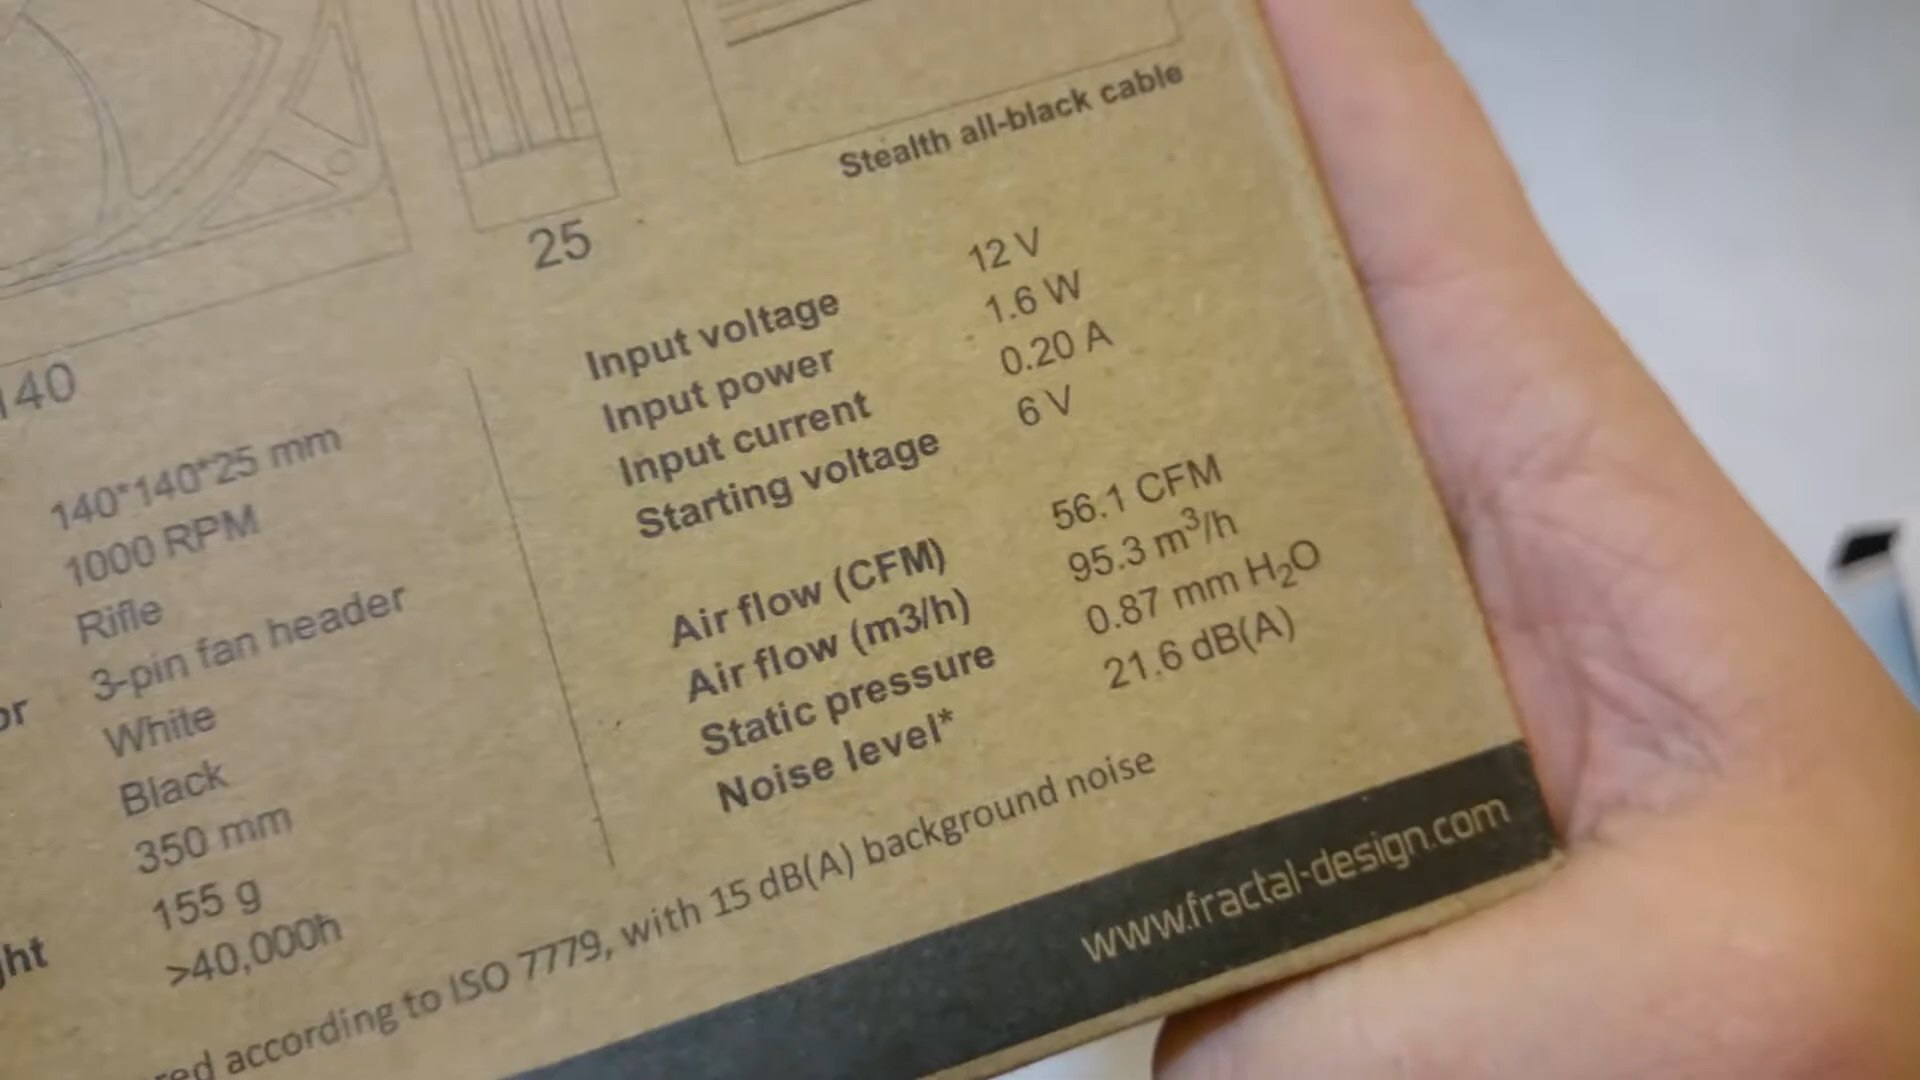 Stealth all-black cable
25
140
140*140*25 mm
1000 RPM
Rifle
3-pin fan header
White
Black
350 mm
155 g
>40,000h
Input voltage 12 V
Input power 1.6 W
Input current 0.20 A
Starting voltage 6 V
Air flow (CFM) 56.1 CFM
Air flow (m3/h) 95.3 m³/h
Static pressure 0.87 mm H₂O
Noise level* 21.6 dB(A)
according to ISO 7779, with 15 dB(A) background noise
www.fractal-design.com